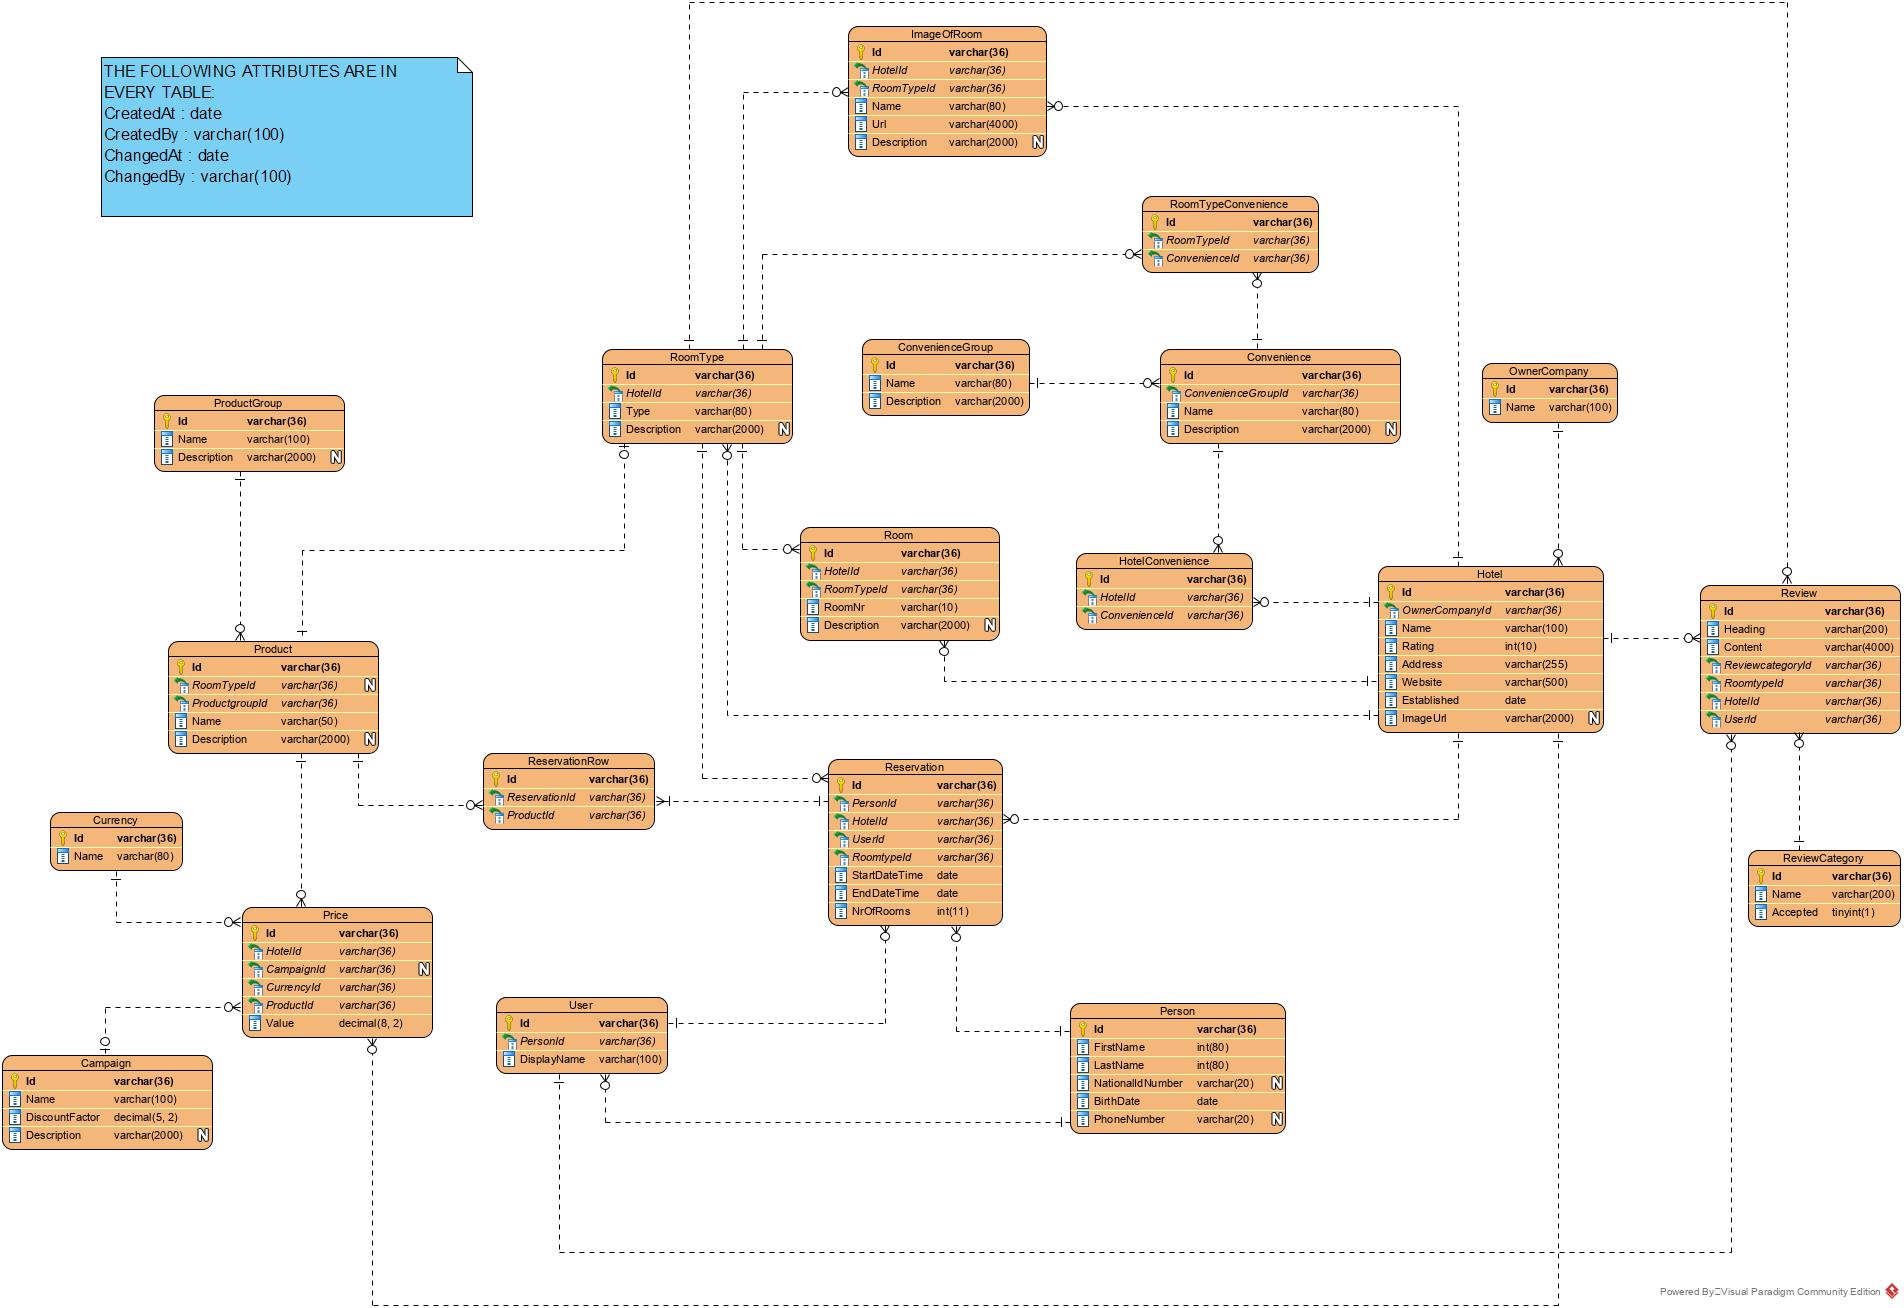 THE FOLLOWING ATTRIBUTES ARE IN
EVERY TABLE:
CreatedAt : date
CreatedBy : varchar(100)
ChangedAt : date
ChangedBy : varchar(100)
ImageOfRoom
Id varchar(36)
HotelId varchar(36)
RoomTypeId varchar(36)
Name varchar(80)
Url varchar(4000)
Description varchar(2000) N
RoomTypeConvenience
Id varchar(36)
RoomTypeId varchar(36)
ConvenienceId varchar(36)
RoomType
Id varchar(36)
HotelId varchar(36)
Type varchar(80)
Description varchar(2000) N
ConvenienceGroup
Id varchar(36)
Name varchar(80)
Description varchar(2000)
Convenience
Id varchar(36)
ConvenienceGroupId varchar(36)
Name varchar(80)
Description varchar(2000) N
OwnerCompany
Id varchar(36)
Name varchar(100)
ProductGroup
Id varchar(36)
Name varchar(100)
Description varchar(2000) N
Room
Id varchar(36)
HotelId varchar(36)
RoomTypeId varchar(36)
RoomNr varchar(10)
Description varchar(2000) N
HotelConvenience
Id varchar(36)
HotelId varchar(36)
ConvenienceId varchar(36)
Hotel
Id varchar(36)
OwnerCompanyId varchar(36)
Name varchar(100)
Rating int(10)
Address varchar(255)
Website varchar(500)
Established date
ImageUrl varchar(2000) N
Review
Id varchar(36)
Heading varchar(200)
Content varchar(4000)
ReviewcategoryId varchar(36)
RoomtypeId varchar(36)
HotelId varchar(36)
UserId varchar(36)
Product
Id varchar(36)
RoomTypeId varchar(36) N
ProductgroupId varchar(36)
Name varchar(50)
Description varchar(2000) N
ReservationRow
Id varchar(36)
ReservationId varchar(36)
ProductId varchar(36)
Reservation
Id varchar(36)
PersonId varchar(36)
HotelId varchar(36)
UserId varchar(36)
RoomtypeId varchar(36)
StartDateTime date
EndDateTime date
NrOfRooms int(11)
Currency
Id varchar(36)
Name varchar(80)
ReviewCategory
Id varchar(36)
Name varchar(200)
Accepted tinyint(1)
Price
Id varchar(36)
HotelId varchar(36)
CampaignId varchar(36) N
CurrencyId varchar(36)
ProductId varchar(36)
Value decimal(8, 2)
User
Id varchar(36)
PersonId varchar(36)
DisplayName varchar(100)
Person
Id varchar(36)
FirstName int(80)
LastName int(80)
NationalIdNumber varchar(20) N
BirthDate date
PhoneNumber varchar(20) N
Campaign
Id varchar(36)
Name varchar(100)
DiscountFactor decimal(5, 2)
Description varchar(2000) N
Powered By Visual Paradigm Community Edition